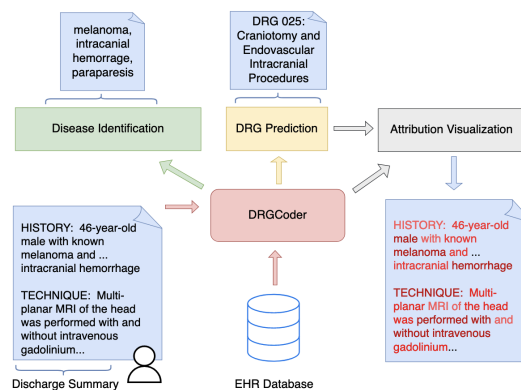 melanoma,
intracanial
hemorrhage,
paraparesis
DRG 025:
Craniotomy and
Endovascular
Intracranial
Procedures
Disease Identification
DRG Prediction
Attribution Visualization
DRGCoder
HISTORY: 46-year-old
male with known
melanoma and ...
intracranial hemorrhage
TECHNIQUE: Multi-
planar MRI of the head
was performed with and
without intravenous
gadolinium...
Discharge Summary
EHR Database
HISTORY: 46-year-old
male with known
melanoma and ...
intracranial hemorrhage
TECHNIQUE: Multi-
planar MRI of the head
was performed with and
without intravenous
gadolinium...